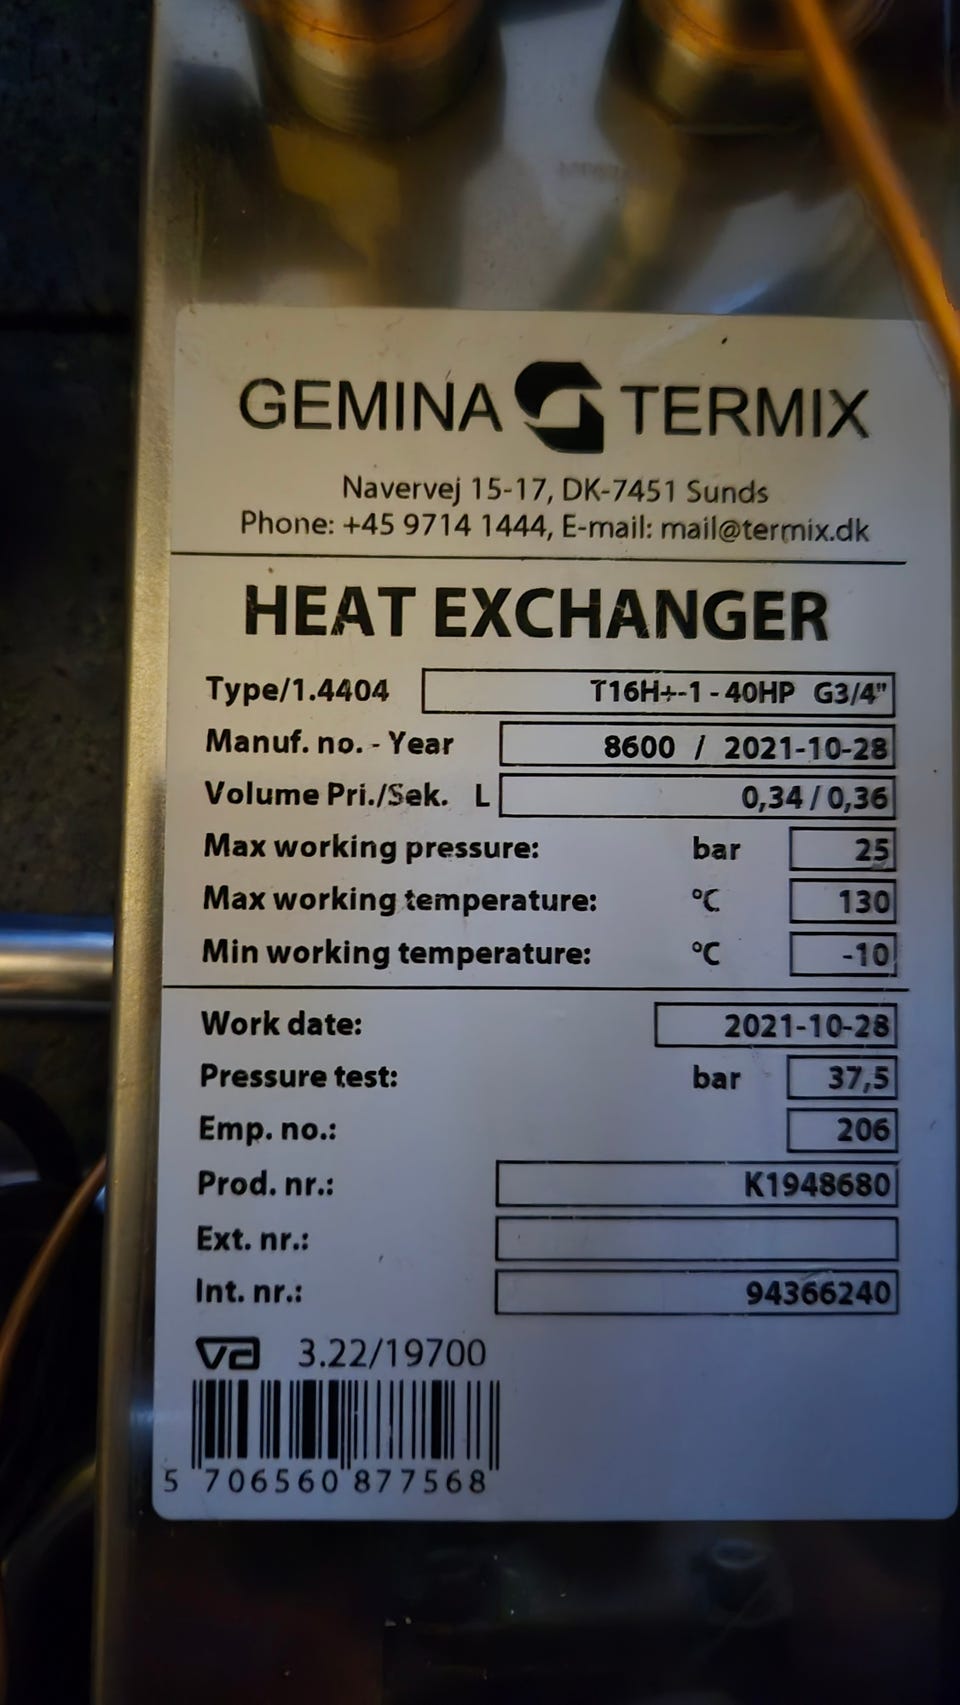 GEMINA TERMIX
Navervej 15-17, DK-7451 Sunds
Phone: +45 9714 1444, E-mail: mail@termix.dk
HEAT EXCHANGER
Type/1.4404 T16H+-1 - 40HP G3/4"
Manuf. no. - Year 8600 / 2021-10-28
Volume Pri./Sek. L 0,34 / 0,36
Max working pressure: bar 25
Max working temperature: °C 130
Min working temperature: °C -10
Work date: 2021-10-28
Pressure test: bar 37,5
Emp. no.: 206
Prod. nr.: K1948680
Ext. nr.:
Int. nr.: 94366240
VA 3.22/19700
5 706560 877568